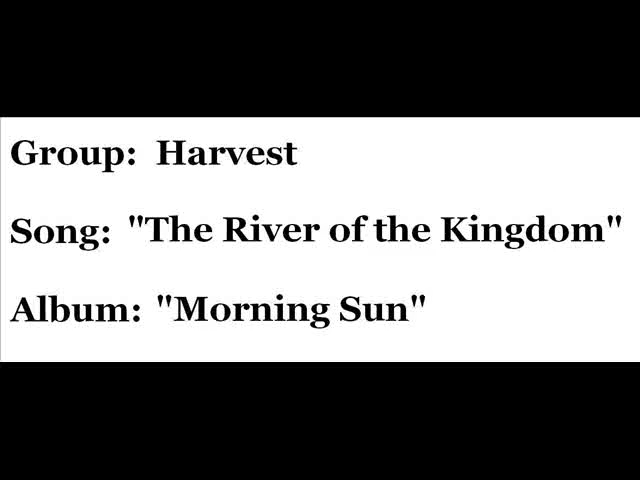 Group: Harvest
Song: "The River of the Kingdom"
Album: "Morning Sun"